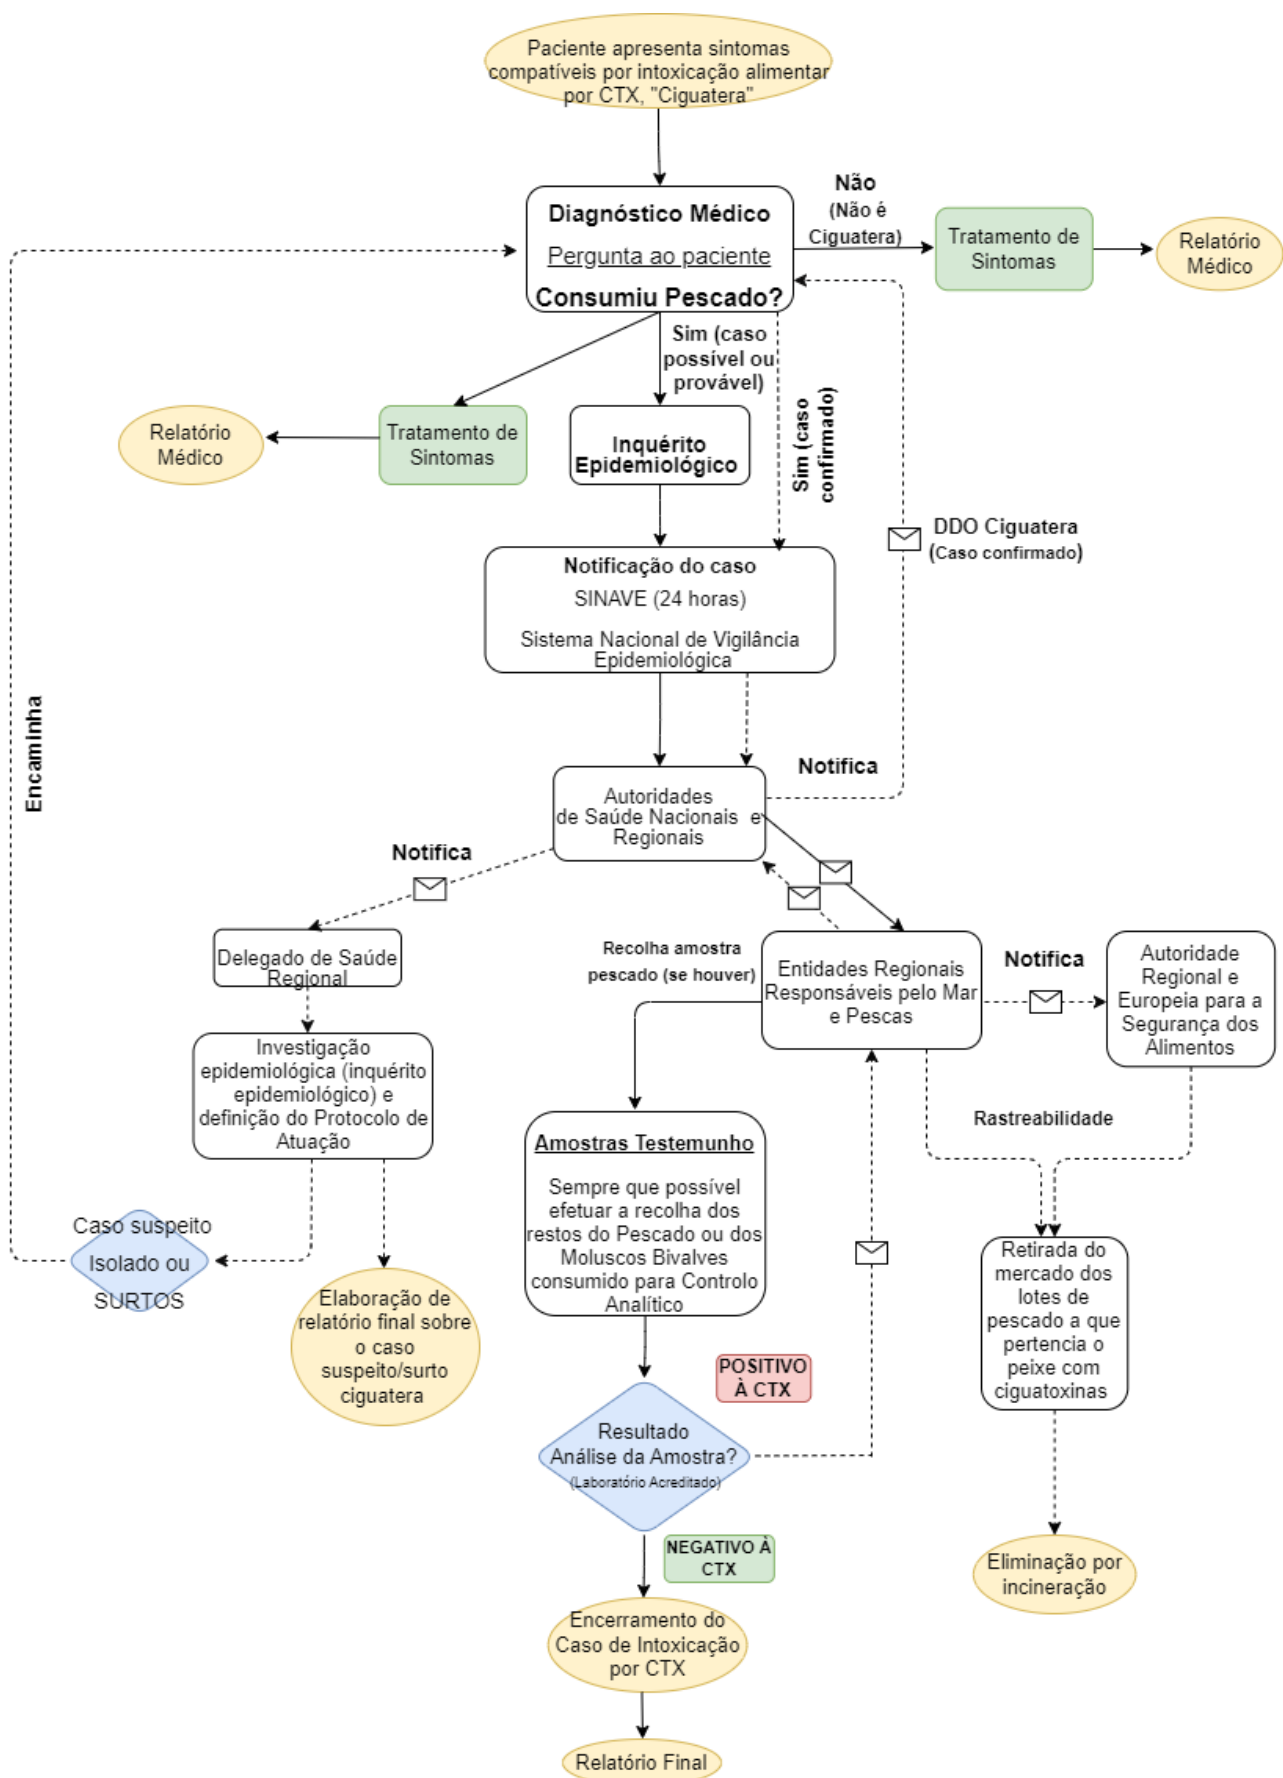 Paciente apresenta sintomas
compatíveis por intoxicação alimentar
por CTX, "Ciguatera"
Diagnóstico Médico
Pergunta ao paciente
Consumiu Pescado?
Não
(Não é
Ciguatera)
Tratamento de
Sintomas
Relatório
Médico
Sim (caso
possível ou
provável)
Sim (caso
confirmado)
Relatório
Médico
Tratamento de
Sintomas
Inquérito
Epidemiológico
DDO Ciguatera
(Caso confirmado)
Notificação do caso
SINAVE (24 horas)
Sistema Nacional de Vigilância
Epidemiológica
Encaminha
Notifica
Autoridades
de Saúde Nacionais e
Regionais
Notifica
Delegado de Saúde
Regional
Recolha amostra
pescado (se houver)
Entidades Regionais
Responsáveis pelo Mar
e Pescas
Notifica
Autoridade
Regional e
Europeia para a
Segurança dos
Alimentos
Investigação
epidemiológica (inquérito
epidemiológico) e
definição do Protocolo de
Atuação
Rastreabilidade
Amostras Testemunho
Sempre que possível
efetuar a recolha dos
restos do Pescado ou dos
Moluscos Bivalves
consumido para Controlo
Analítico
Caso suspeito
Isolado ou
SURTOS
Elaboração de
relatório final sobre
o caso
suspeito/surto
ciguatera
Retirada do
mercado dos
lotes de
pescado a que
pertencia o
peixe com
ciguatoxinas
POSITIVO
À CTX
Resultado
Análise da Amostra?
(Laboratório Acreditado)
NEGATIVO À
CTX
Eliminação por
incineração
Encerramento do
Caso de Intoxicação
por CTX
Relatório Final